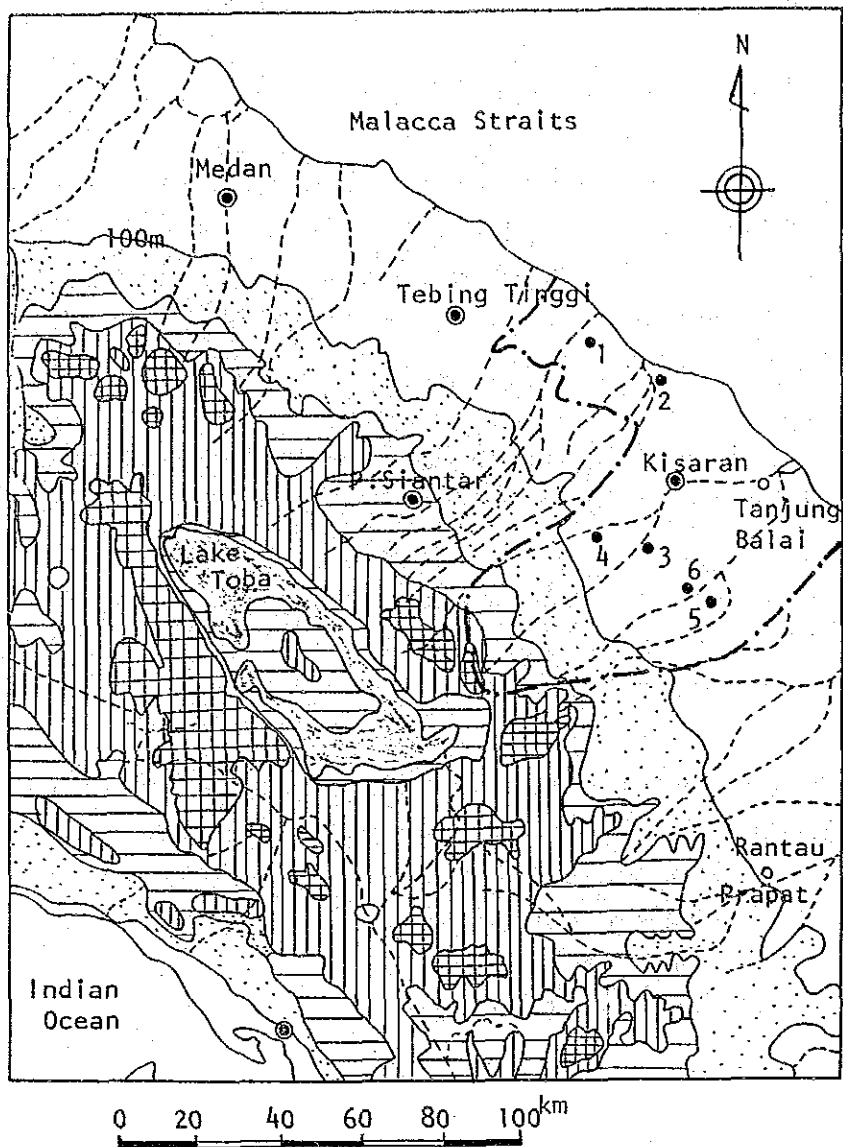 N
Malacca Straits
Medan
100m
Tebing Tinggi
1
2
Kisaran
P.Siantar
Tanjung
Balai
4
3
6
5
Lake
Toba
Rantau
Prapat
Indian
Ocean
0 20 40 60 80 100km